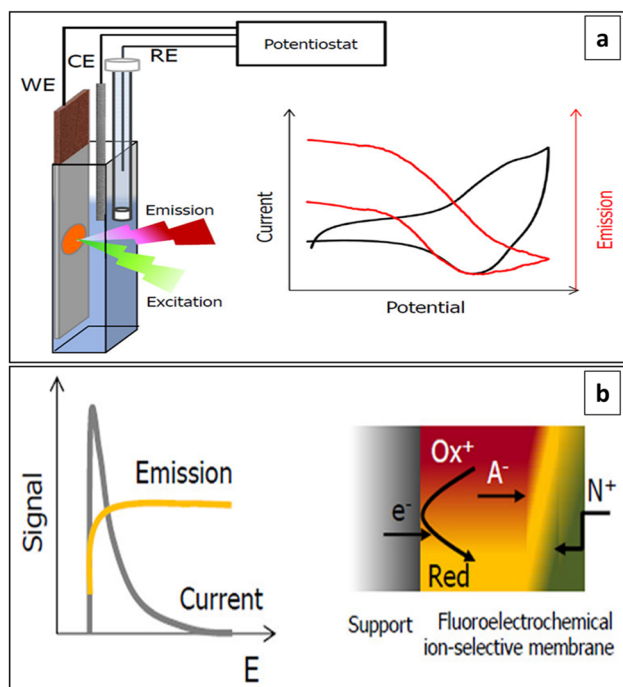 a
Potentiostat
RE
CE
WE
Emission
Excitation
Current
Emission
Potential
b
Signal
Emission
Current
E
Ox+
A-
N+
e-
Red
Support
Fluoroelectrochemical
ion-selective membrane